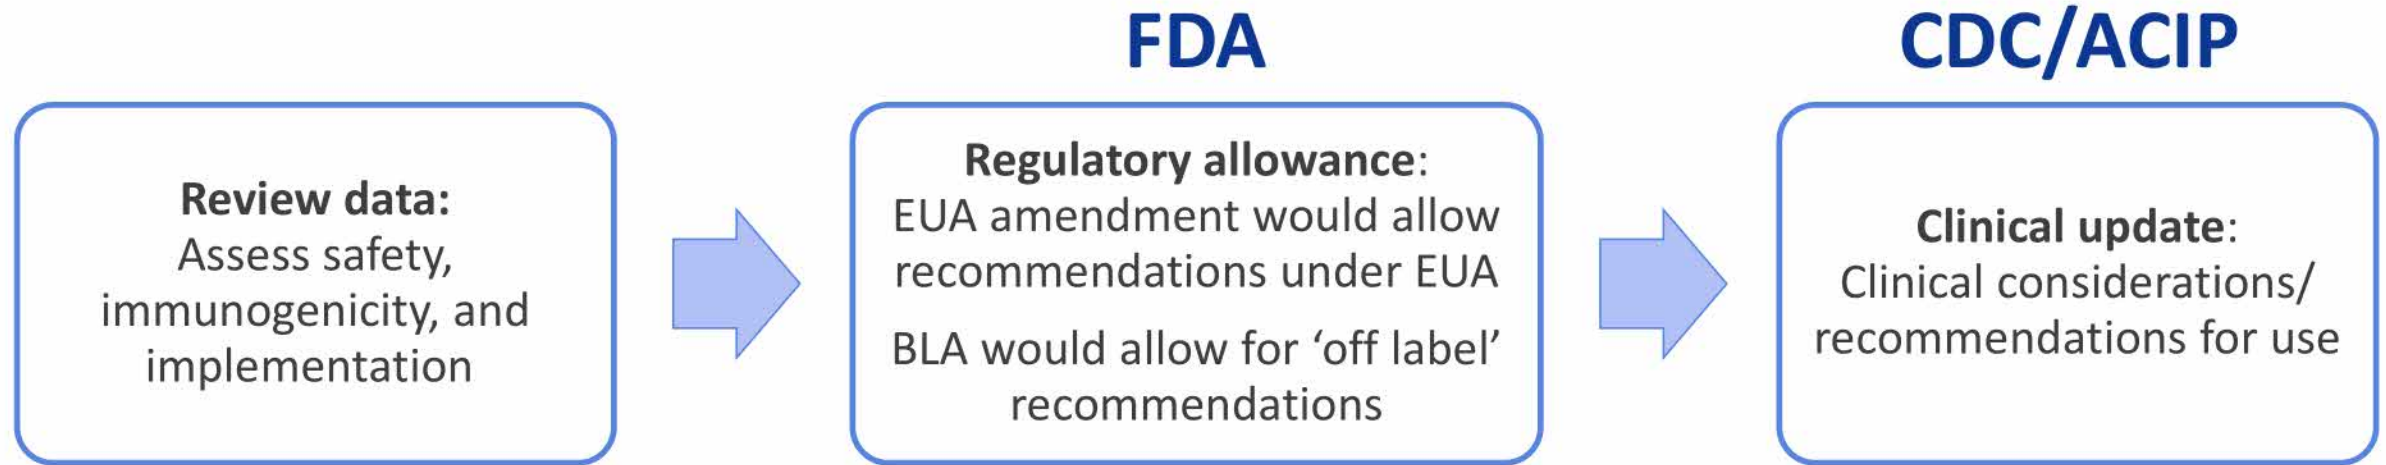 FDA
CDC/ACIP
Review data:
Assess safety,
immunogenicity, and
implementation
Regulatory allowance:
EUA amendment would allow
recommendations under EUA
BLA would allow for ‘off label’
recommendations
Clinical update:
Clinical considerations/
recommendations for use